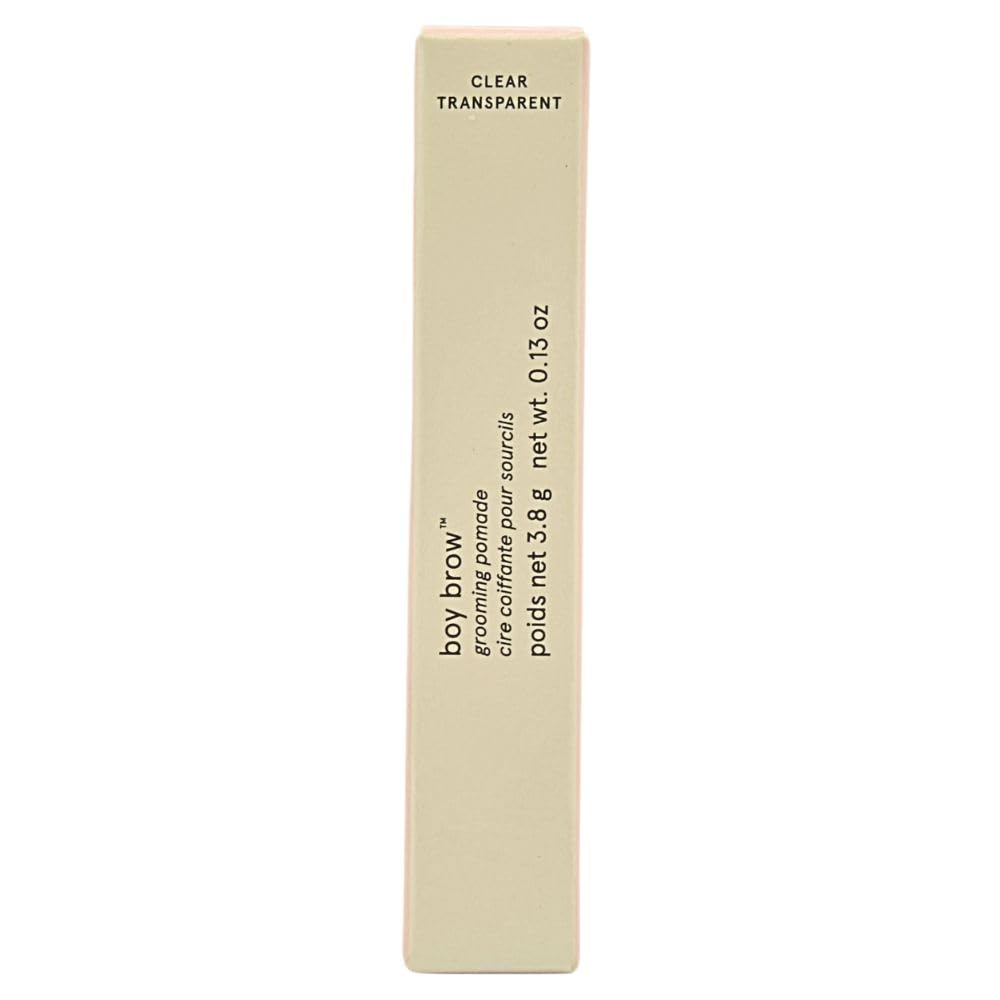 CLEAR
TRANSPARENT
boy brow™
grooming pomade
cire coiffante pour sourcils
poids net 3.8 g net wt. 0.13 oz